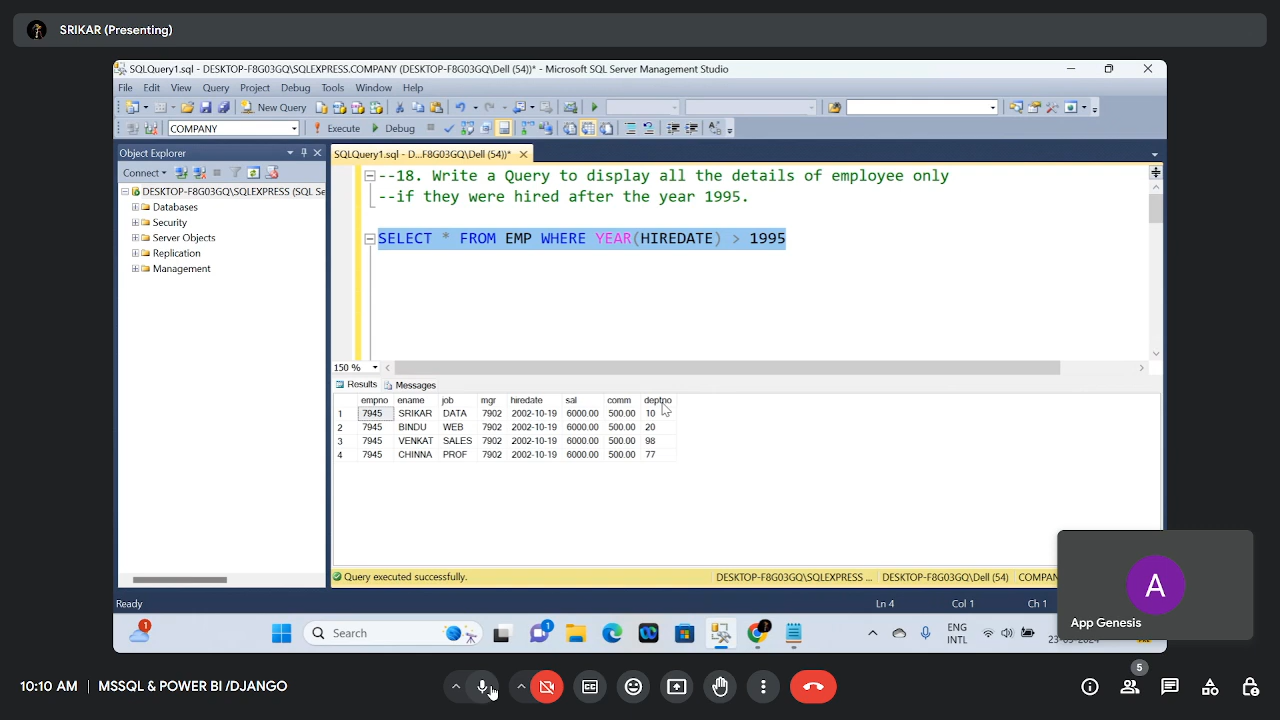 SRIKAR (Presenting)
SQLQuery1.sql - DESKTOP-F8G03GQ\SQLEXPRESS.COMPANY (DESKTOP-F8G03GQ\Dell (54))* - Microsoft SQL Server Management Studio
File Edit View Query Project Debug Tools Window Help
New Query
COMPANY Execute Debug
Object Explorer
SQLQuery1.sql - D...F8G03GQ\Dell (54))*
Connect
DESKTOP-F8G03GQ\SQLEXPRESS (SQL Se
Databases
Security
Server Objects
Replication
Management
--18. Write a Query to display all the details of employee only
--if they were hired after the year 1995.
SELECT * FROM EMP WHERE YEAR(HIREDATE) > 1995
150 %
Results Messages
empno ename job mgr hiredate sal comm deptno
1 7945 SRIKAR DATA 7902 2002-10-19 6000.00 500.00 10
2 7945 BINDU WEB 7902 2002-10-19 6000.00 500.00 20
3 7945 VENKAT SALES 7902 2002-10-19 6000.00 500.00 98
4 7945 CHINNA PROF 7902 2002-10-19 6000.00 500.00 77
Query executed successfully.
DESKTOP-F8G03GQ\SQLEXPRESS ... DESKTOP-F8G03GQ\Dell (54) COMPAN
Ready Ln 4 Col 1 Ch 1
1 Search 1 ENG
INTL
A
App Genesis
5
10:10 AM | MSSQL & POWER BI /DJANGO